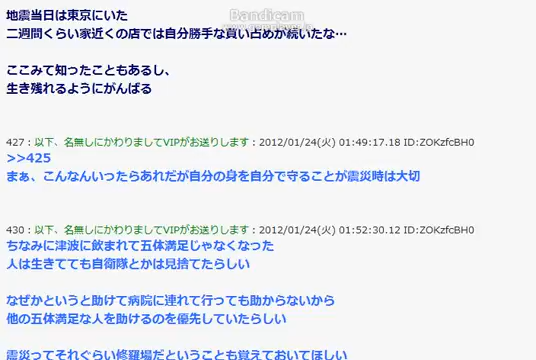 Bandicam
地震当日は東京にいた
二週間くらい家近くの店では自分勝手な買い占めが続いたな…
ここみて知ったこともあるし、
生き残れるようにがんばる
427：以下、名無しにかわりましてVIPがお送りします：2012/01/24(火) 01:49:17.18 ID:ZOKzfcBH0
>>425
まぁ、こんなんいったらあれだが自分の身を自分で守ることが震災時は大切
430：以下、名無しにかわりましてVIPがお送りします：2012/01/24(火) 01:52:30.12 ID:ZOKzfcBH0
ちなみに津波に飲まれて五体満足じゃなくなった
人は生きてても自衛隊とかは見捨てたらしい
なぜかというと助けて病院に連れて行っても助からないから
他の五体満足な人を助けるのを優先していたらしい
震災ってそれぐらい修羅場だということも覚えておいてほしい